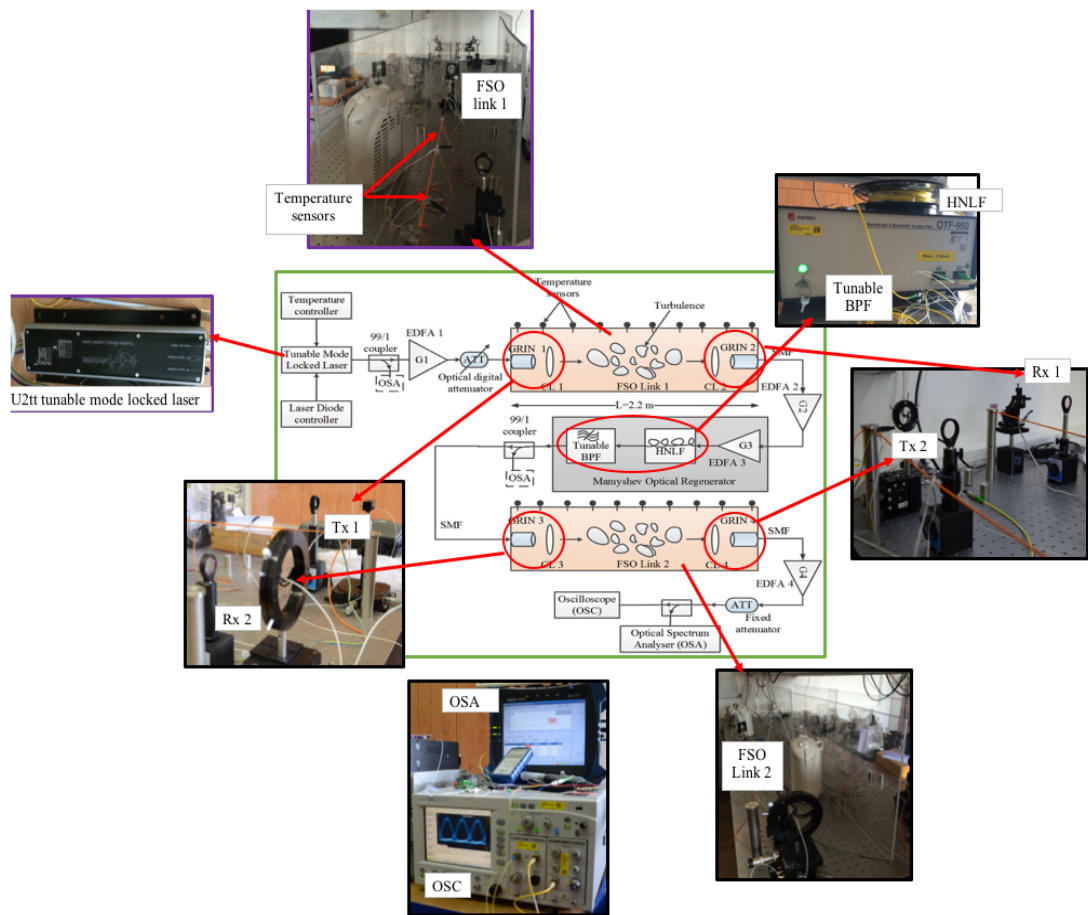 FSO
link 1
Temperature
sensors
HNLF
OTF-950
Tunable
BPF
U2tt tunable mode locked laser
Temperature
controller
Tunable Mode
Locked Laser
Laser Diode
controller
99/1
coupler
OSA
EDFA 1
G1
ATT
Optical digital
attenuator
Temperature
sensors
Turbulence
GRIN 1
CL 1
FSO Link 1
GRIN 2
CL 2
SMF
L=2.2 m
EDFA 2
G2
G3
EDFA 3
HNLF
Tunable
BPF
Mamyshev Optical Regenerator
99/1
coupler
OSA
SMF
GRIN 3
CL 3
FSO Link 2
GRIN 4
CL 4
SMF
G4
EDFA 4
ATT
Fixed
attenuator
Oscilloscope
(OSC)
Optical Spectrum
Analyser (OSA)
Rx 1
Tx 2
Tx 1
Rx 2
OSA
OSC
FSO
Link 2